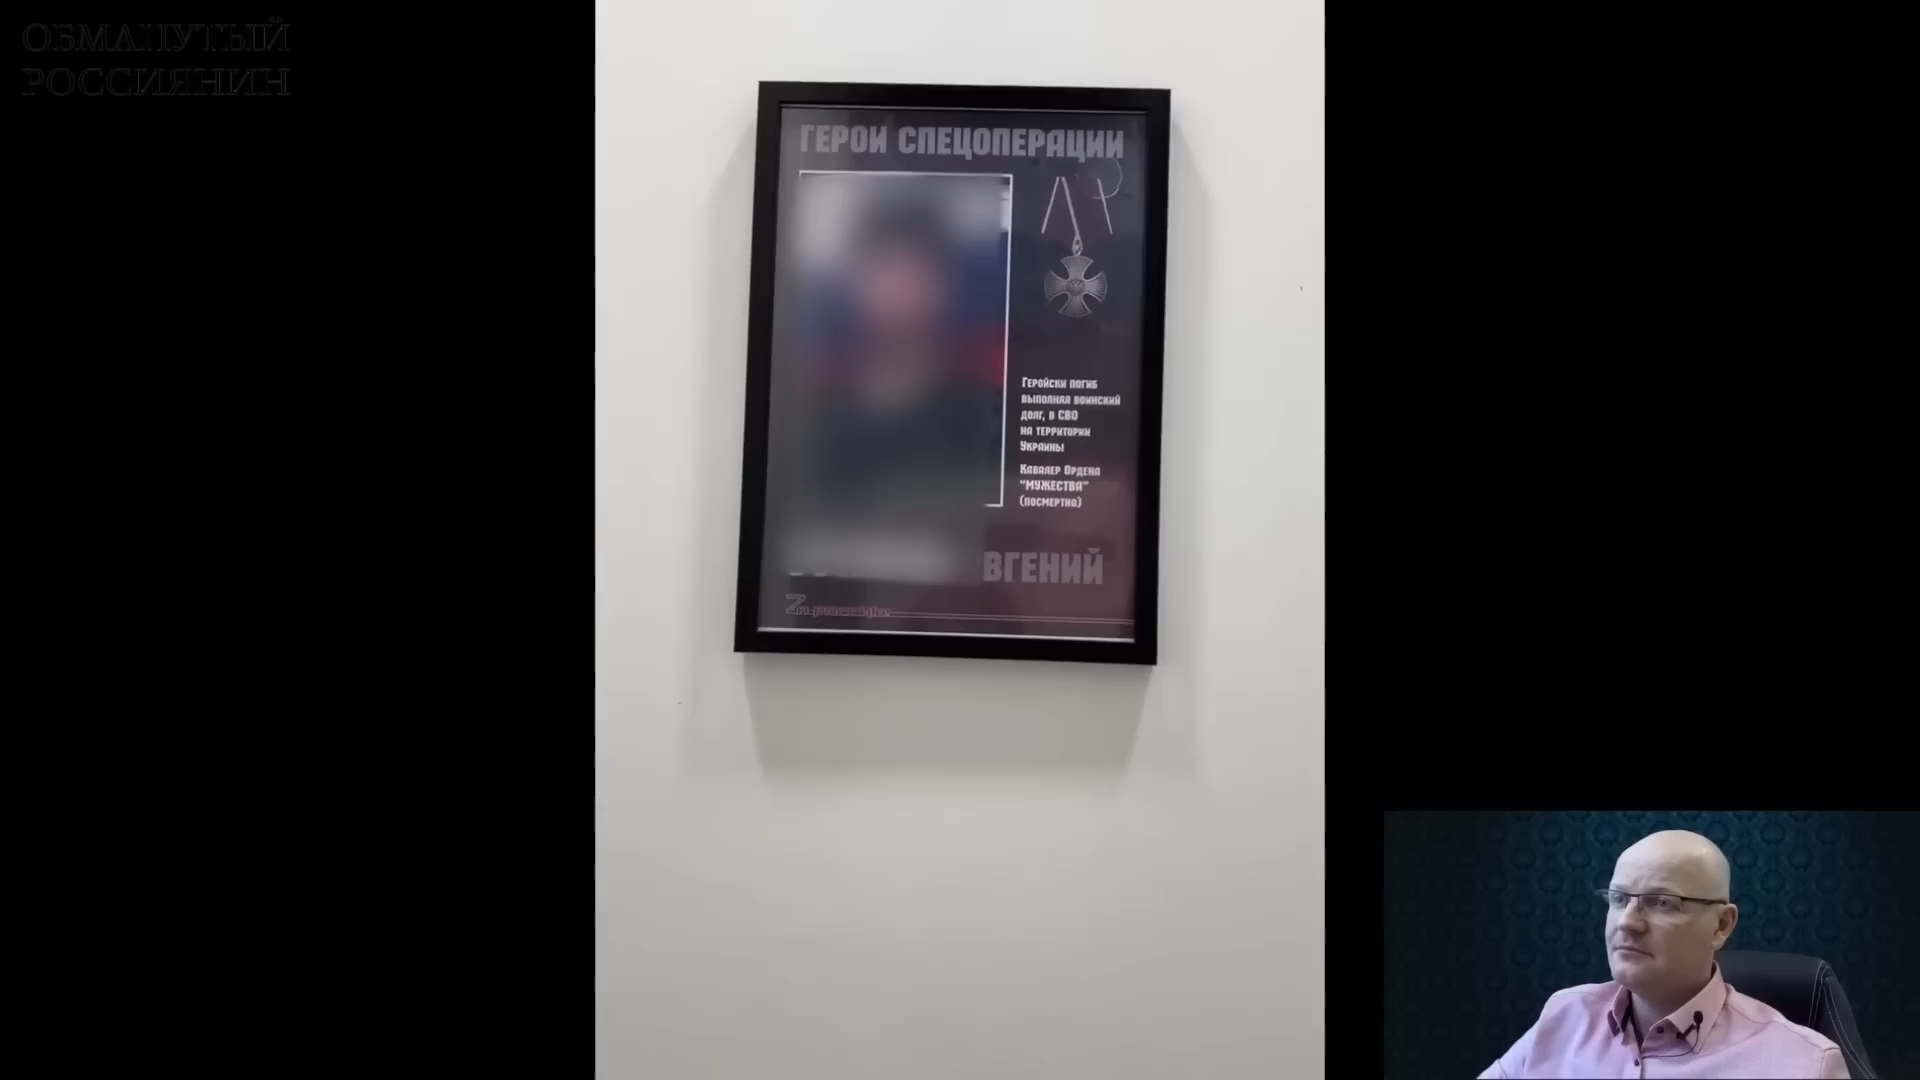 ОБМАНУТЫЙ
РОССИЯНИН
ГЕРОИ СПЕЦОПЕРАЦИИ
Геройски погиб
выполняя воинский
долг, в СВО
на территории
Украины
Кавалер Ордена
"МУЖЕСТВА"
(посмертно)
ВГЕНИЙ